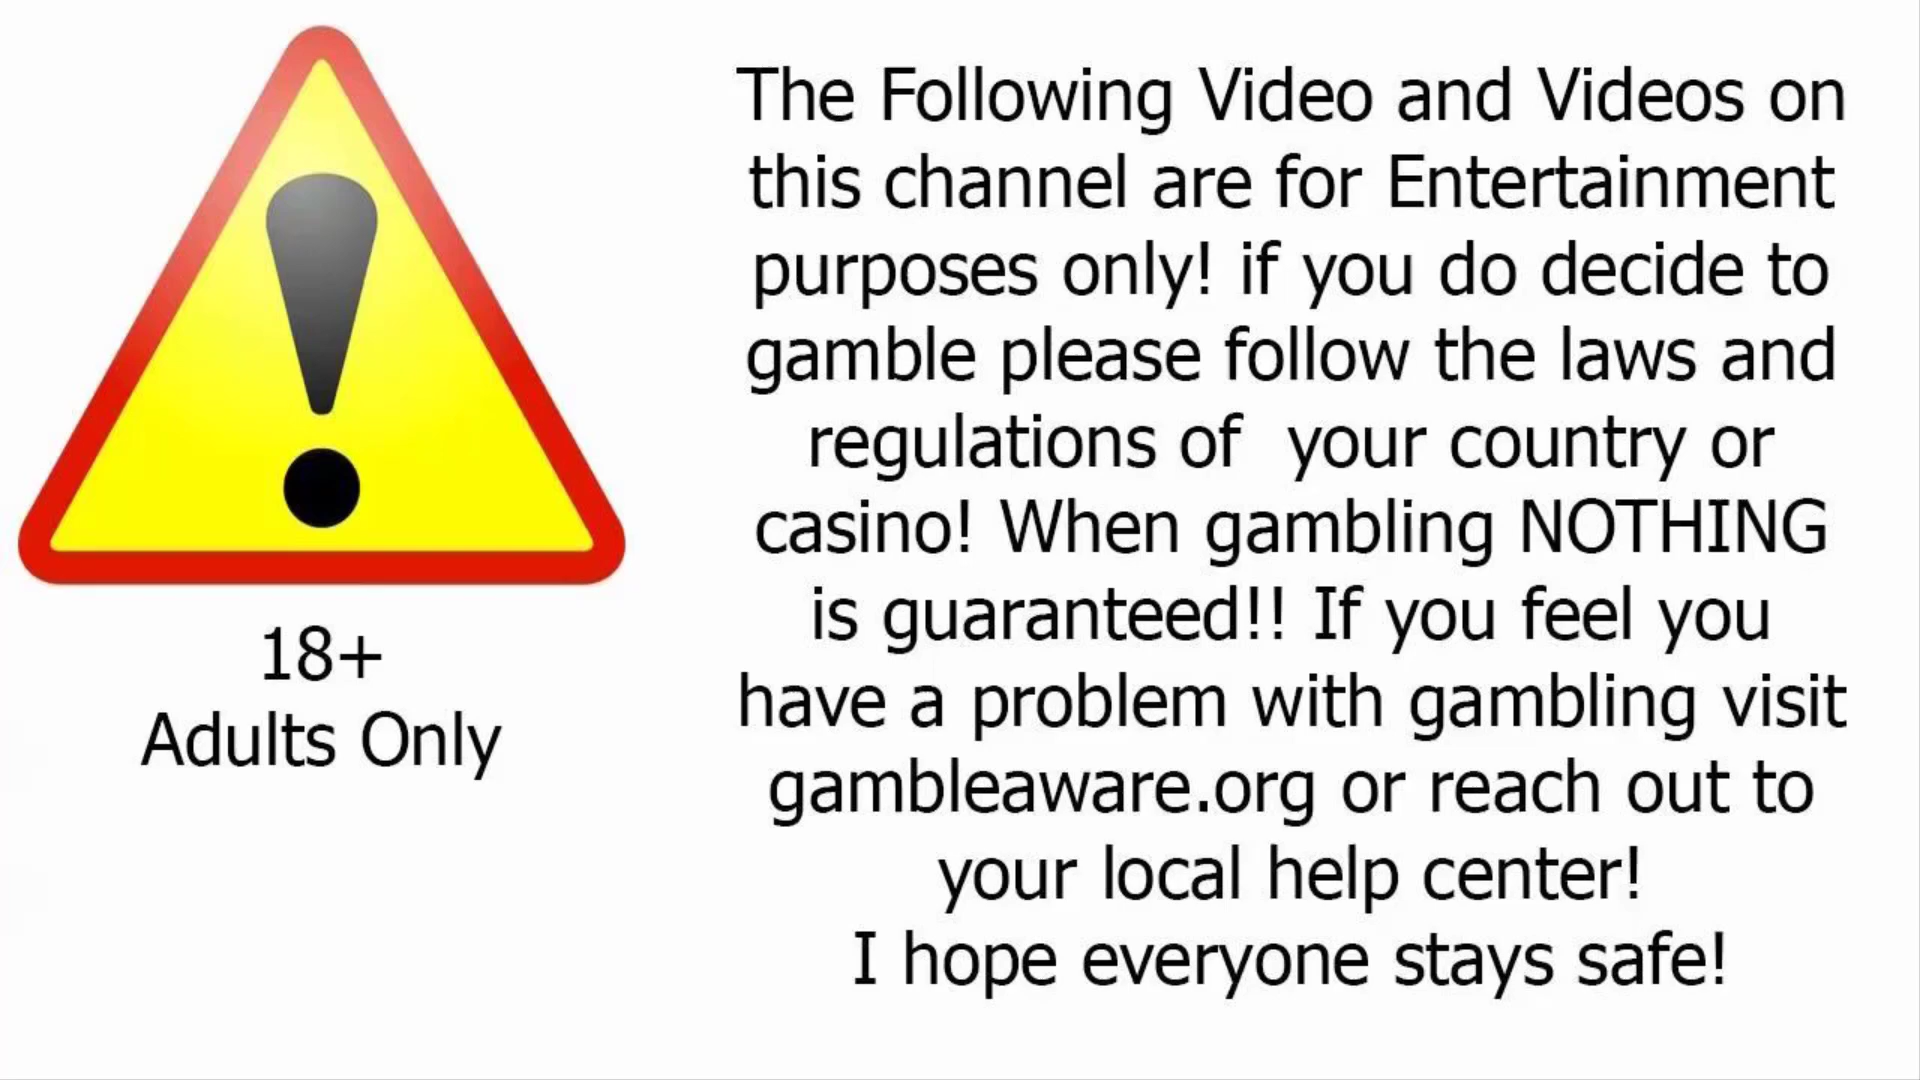 18+
Adults Only
The Following Video and Videos on
this channel are for Entertainment
purposes only! if you do decide to
gamble please follow the laws and
regulations of  your country or
casino! When gambling NOTHING
is guaranteed!! If you feel you
have a problem with gambling visit
gambleaware.org or reach out to
your local help center!
I hope everyone stays safe!